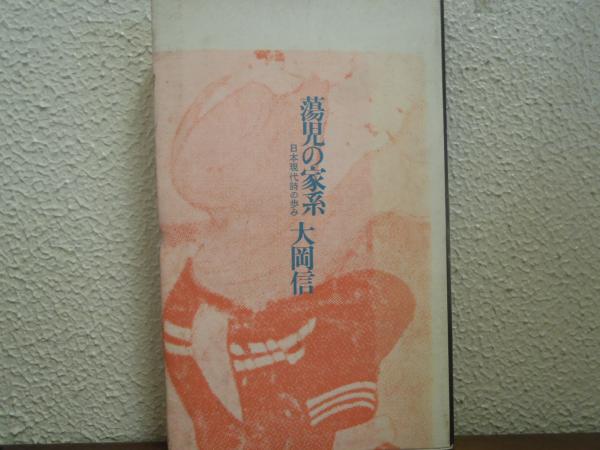 蕩児の家系
日本現代詩の歩み
大岡信